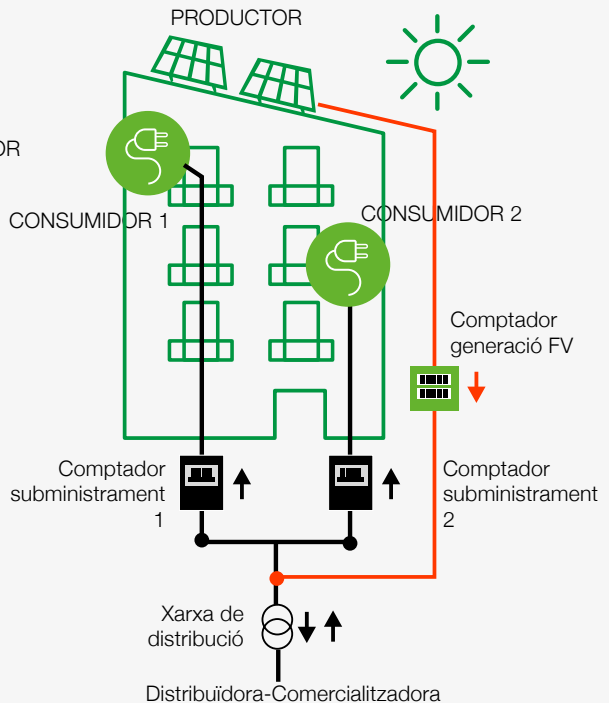 PRODUCTOR
OR
CONSUMIDOR 1
CONSUMIDOR 2
Comptador
generació FV
Comptador
subministrament
1
Comptador
subministrament
2
Xarxa de
distribució
Distribuïdora-Comercialitzadora